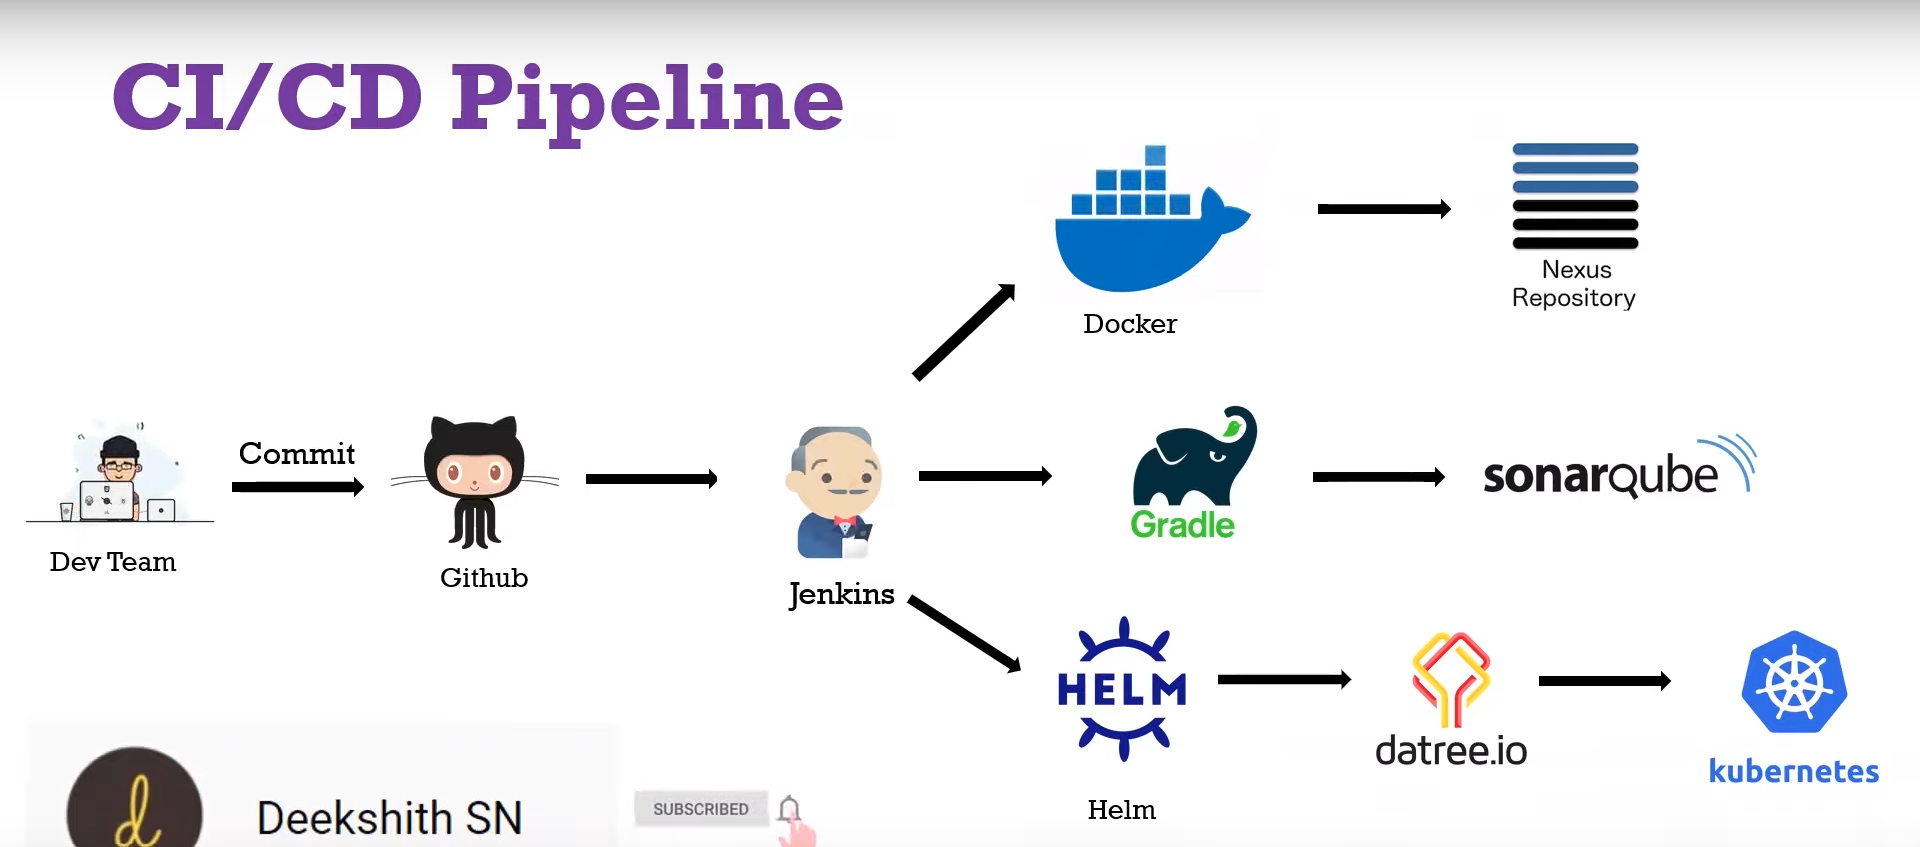 CI/CD Pipeline
Nexus
Repository
Docker
Commit
Gradle
sonarqube
Dev Team
Github
Jenkins
HELM
datree.io
kubernetes
Helm
d
Deekshith SN
SUBSCRIBED